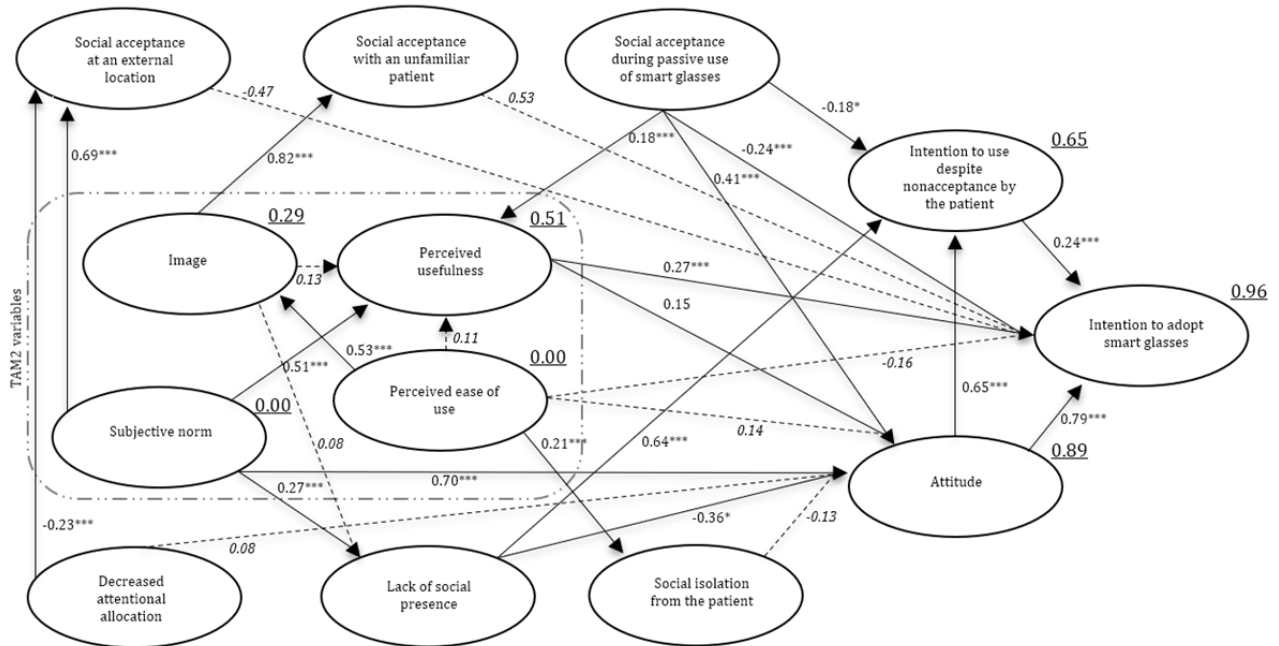 Social acceptance
at an external
location
Social acceptance
with an unfamiliar
patient
Social acceptance
during passive use
of smart glasses
-0.47
0.53
-0.18*
0.65
0.69***
0.82***
0.18***
-0.24***
0.41***
Intention to use
despite
nonacceptance by
the patient
0.29
0.51
0.24***
Image
0.13
Perceived
usefulness
0.27***
0.15
0.96
Intention to adopt
smart glasses
TAM2 variables
0.11
0.53***
0.51***
0.00
-0.16
Perceived ease of
use
0.65***
0.79***
0.00
Subjective norm
0.08
0.21***
0.64***
0.14
0.89
0.27***
0.70***
Attitude
-0.23***
0.08
-0.36*
-0.13
Decreased
attentional
allocation
Lack of social
presence
Social isolation
from the patient